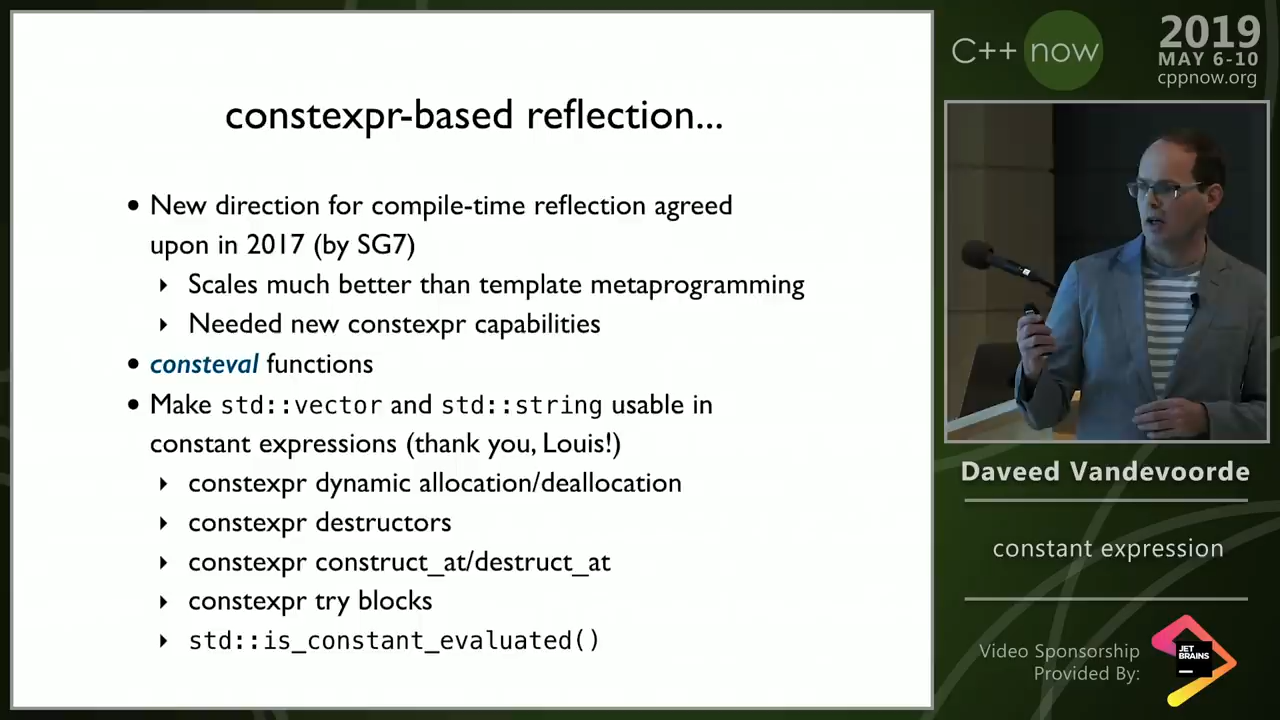 constexpr-based reflection...
• New direction for compile-time reflection agreed
upon in 2017 (by SG7)
‣ Scales much better than template metaprogramming
‣ Needed new constexpr capabilities
• consteval functions
• Make std::vector and std::string usable in
constant expressions (thank you, Louis!)
‣ constexpr dynamic allocation/deallocation
‣ constexpr destructors
‣ constexpr construct_at/destruct_at
‣ constexpr try blocks
‣ std::is_constant_evaluated()
C++ now
2019
MAY 6-10
cppnow.org
Daveed Vandevoorde
constant expression
Video Sponsorship
Provided By:
JET
BRAINS